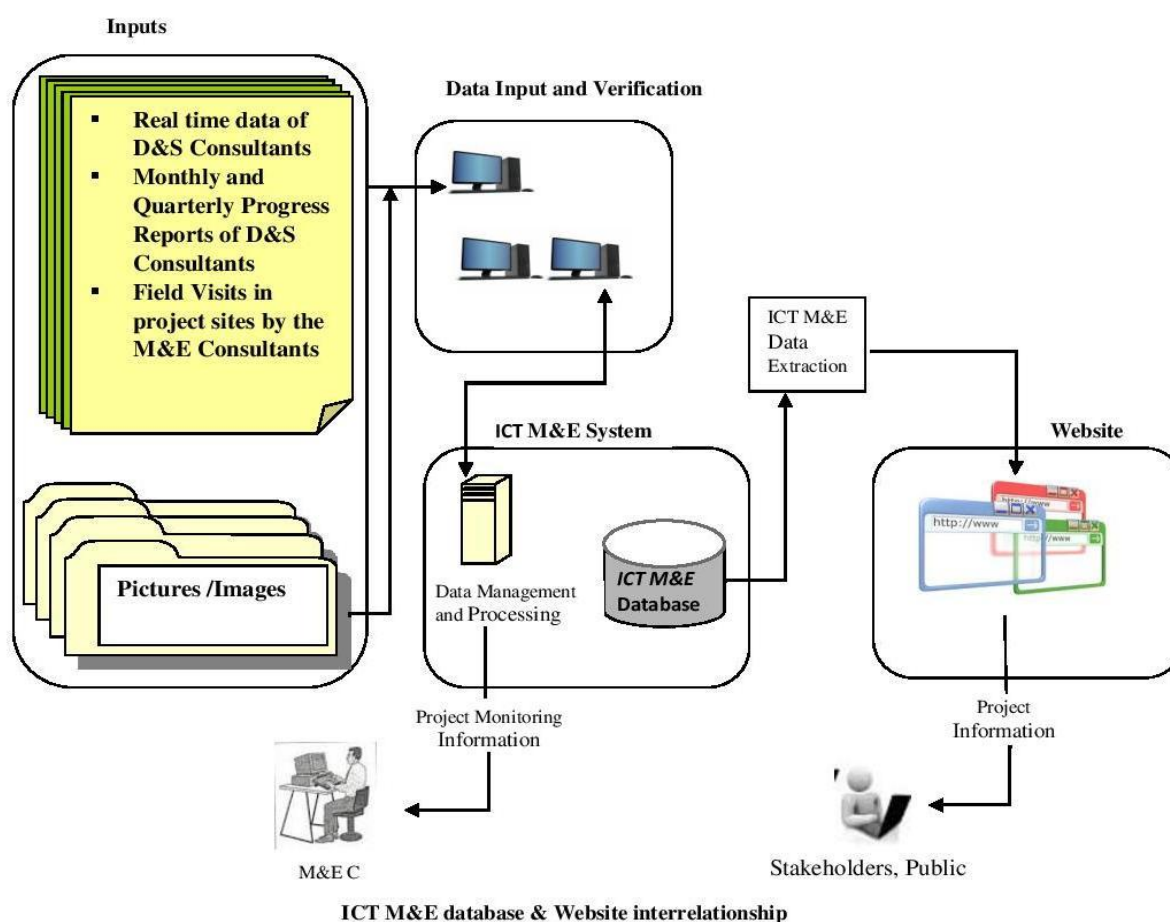 Inputs
▪ Real time data of
D&S Consultants
▪ Monthly and
Quarterly Progress
Reports of D&S
Consultants
▪ Field Visits in
project sites by the
M&E Consultants
Pictures /Images
Data Input and Verification
ICT M&E System
Data Management
and Processing
ICT M&E
Database
ICT M&E
Data
Extraction
Website
http://www
http://www
http://www
Project Monitoring
Information
M&E C
Project
Information
Stakeholders, Public
ICT M&E database & Website interrelationship